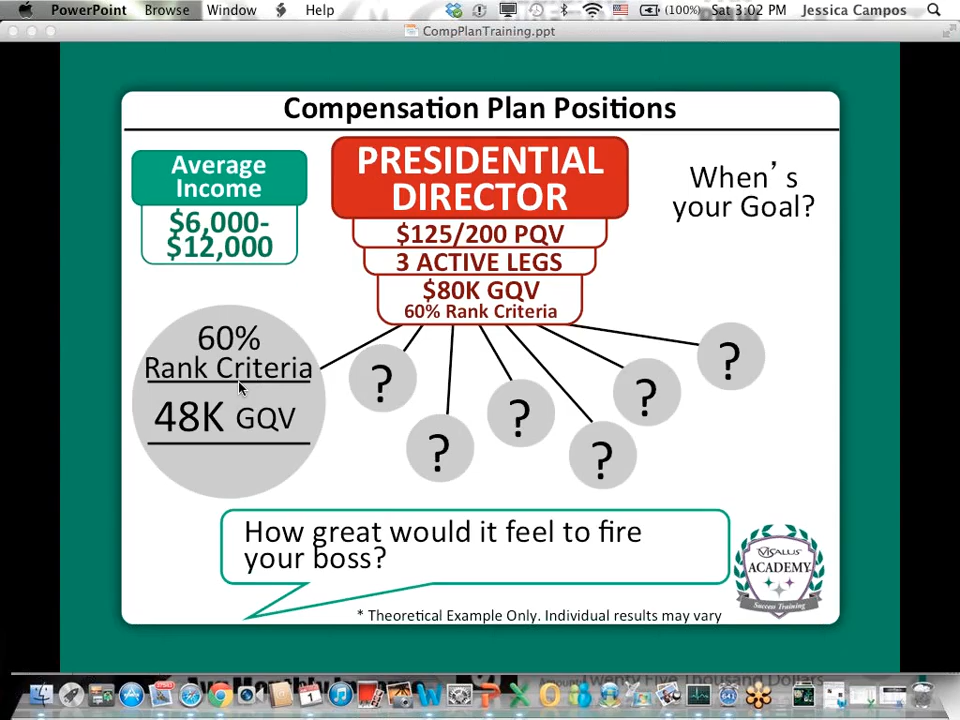 PowerPoint Browse Window Help (100%) Sat 3:02 PM Jessica Campos
CompPlanTraining.ppt
Compensation Plan Positions
Average
Income
$6,000-
$12,000
PRESIDENTIAL
DIRECTOR
$125/200 PQV
3 ACTIVE LEGS
$80K GQV
60% Rank Criteria
When's
your Goal?
60%
Rank Criteria
48K GQV
?
?
?
?
?
?
?
How great would it feel to fire
your boss?
VISALUS
ACADEMY
Success Training
* Theoretical Example Only. Individual results may vary
Five Thousand Dollars